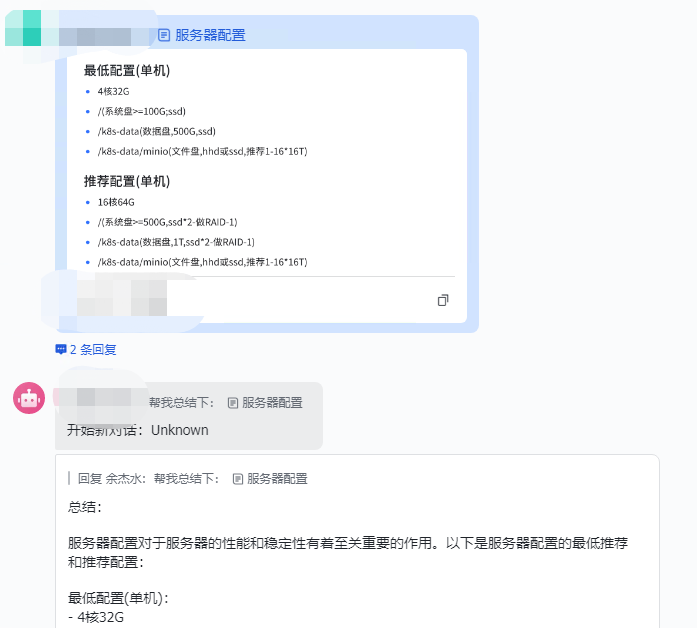 服务器配置
最低配置(单机)
4核32G
/(系统盘>=100G;ssd)
/k8s-data(数据盘,500G,ssd)
/k8s-data/minio(文件盘,hhd或ssd,推荐1-16*16T)
推荐配置(单机)
16核64G
/(系统盘>=500G,ssd*2-做RAID-1)
/k8s-data(数据盘,1T,ssd*2-做RAID-1)
/k8s-data/minio(文件盘,hhd或ssd,推荐1-16*16T)
2 条回复
帮我总结下： 服务器配置
开始新对话：Unknown
回复 余杰水：帮我总结下： 服务器配置
总结：
服务器配置对于服务器的性能和稳定性有着至关重要的作用。以下是服务器配置的最低推荐
和推荐配置：
最低配置(单机)：
- 4核32G